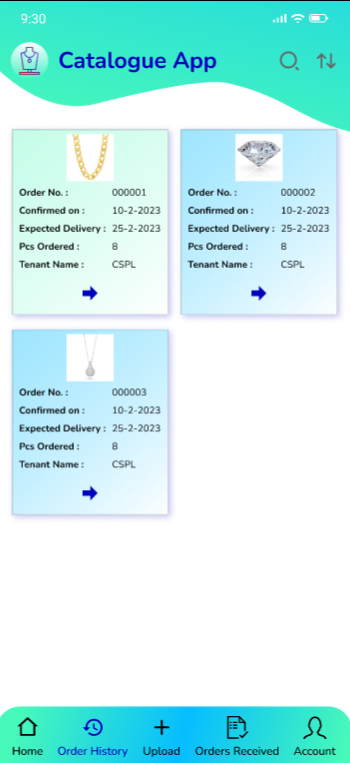 9:30
Catalogue App
Order No. : 000001
Confirmed on : 10-2-2023
Expected Delivery : 25-2-2023
Pcs Ordered : 8
Tenant Name : CSPL
Order No. : 000002
Confirmed on : 10-2-2023
Expected Delivery : 25-2-2023
Pcs Ordered : 8
Tenant Name : CSPL
Order No. : 000003
Confirmed on : 10-2-2023
Expected Delivery : 25-2-2023
Pcs Ordered : 8
Tenant Name : CSPL
Home Order History Upload Orders Received Account